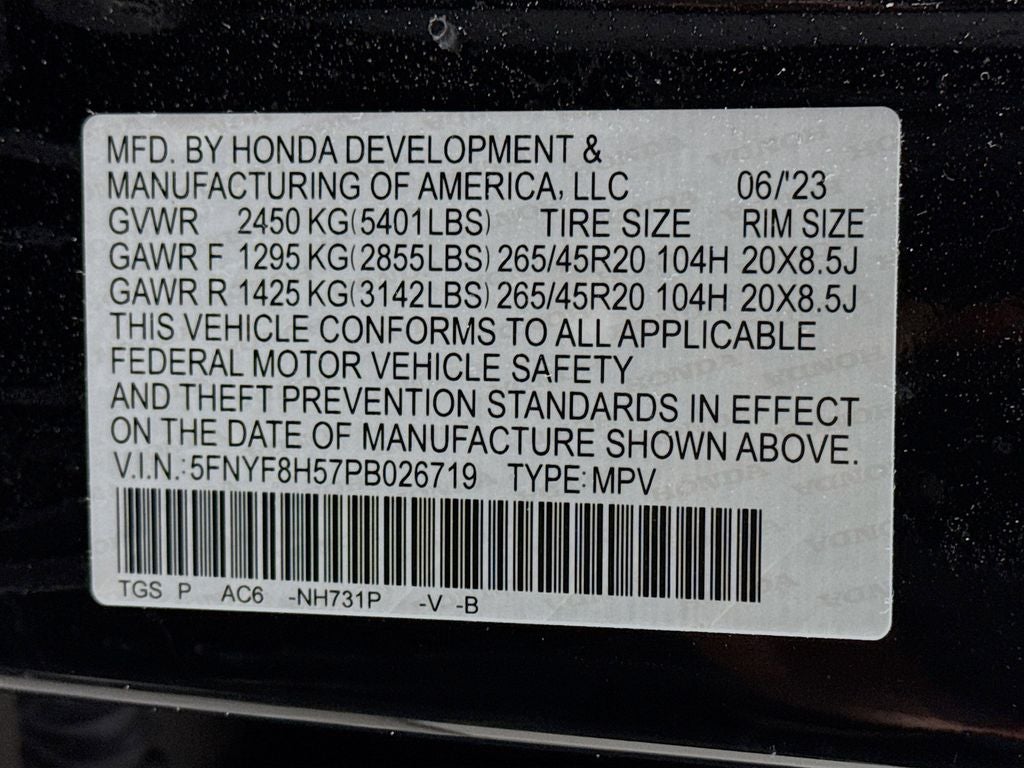 MFD. BY HONDA DEVELOPMENT &
MANUFACTURING OF AMERICA, LLC 06/'23
GVWR 2450 KG(5401LBS) TIRE SIZE RIM SIZE
GAWR F 1295 KG(2855LBS) 265/45R20 104H 20X8.5J
GAWR R 1425 KG(3142LBS) 265/45R20 104H 20X8.5J
THIS VEHICLE CONFORMS TO ALL APPLICABLE
FEDERAL MOTOR VEHICLE SAFETY
AND THEFT PREVENTION STANDARDS IN EFFECT
ON THE DATE OF MANUFACTURE SHOWN ABOVE.
V.I.N.:5FNYF8H57PB026719 TYPE:MPV
TGS P AC6 -NH731P -V -B